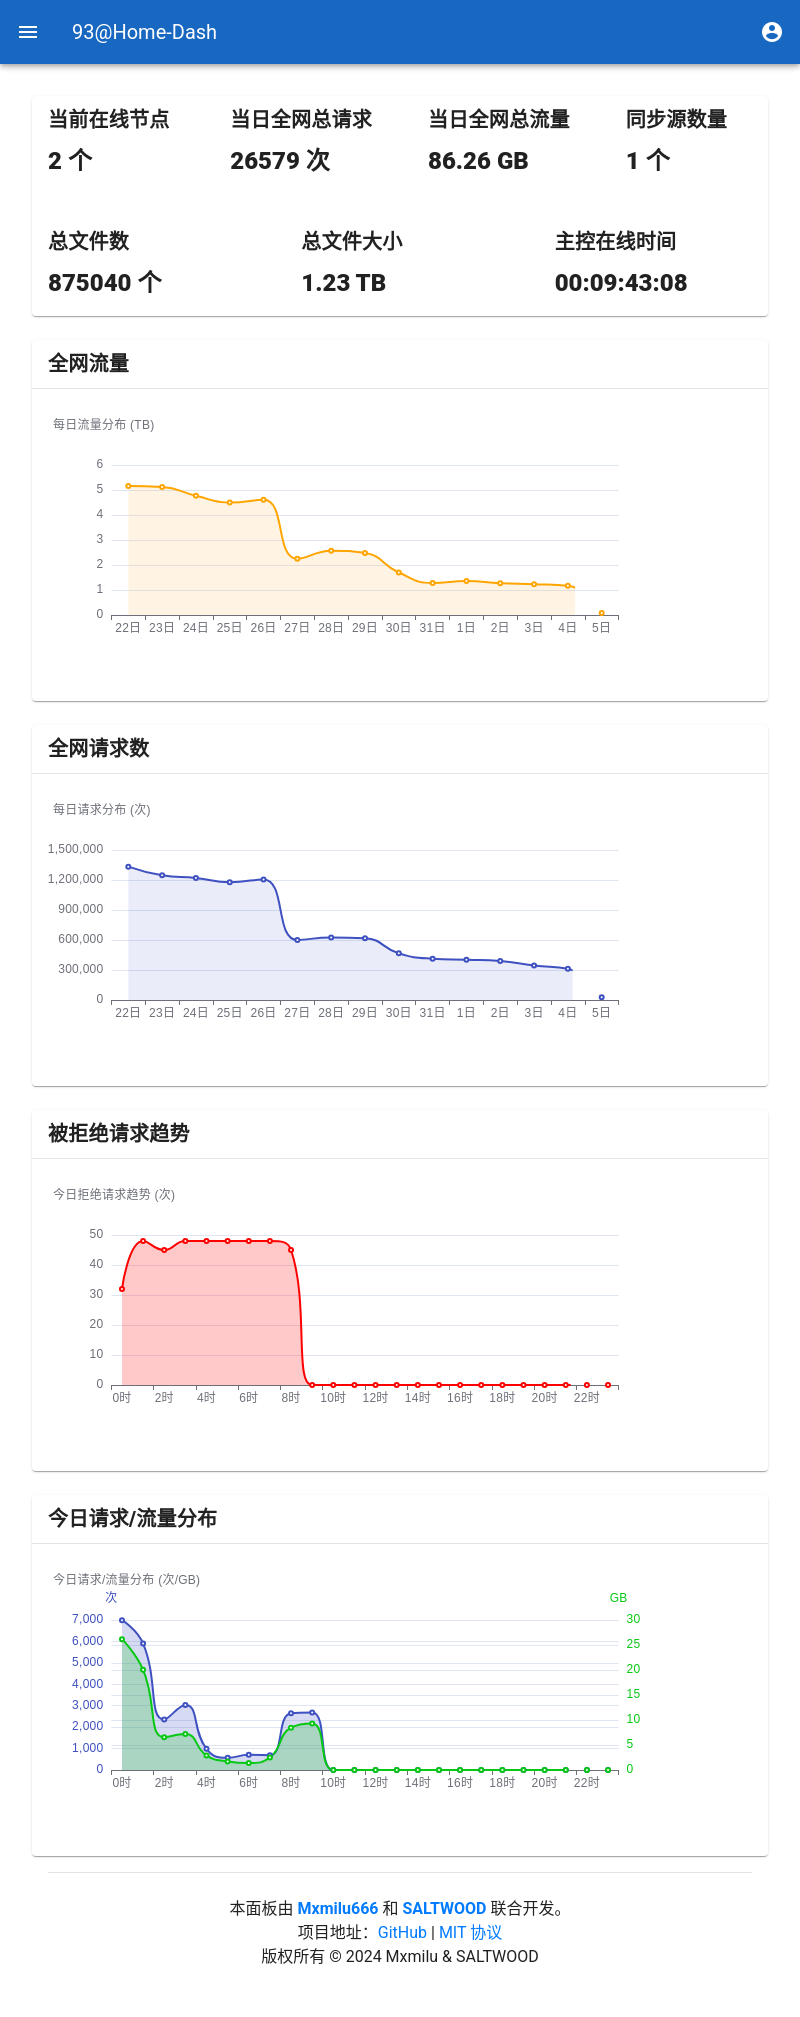 93@Home-Dash
当前在线节点 当日全网总请求 当日全网总流量 同步源数量
2 个 26579 次 86.26 GB 1 个
总文件数 总文件大小 主控在线时间
875040 个 1.23 TB 00:09:43:08
全网流量
每日流量分布 (TB)
6
5
4
3
2
1
0
22日 23日 24日 25日 26日 27日 28日 29日 30日 31日 1日 2日 3日 4日 5日
全网请求数
每日请求分布 (次)
1,500,000
1,200,000
900,000
600,000
300,000
0
22日 23日 24日 25日 26日 27日 28日 29日 30日 31日 1日 2日 3日 4日 5日
被拒绝请求趋势
今日拒绝请求趋势 (次)
50
40
30
20
10
0
0时 2时 4时 6时 8时 10时 12时 14时 16时 18时 20时 22时
今日请求/流量分布
今日请求/流量分布 (次/GB)
次 GB
7,000 30
6,000 25
5,000 20
4,000 15
3,000 10
2,000 5
1,000
0 0
0时 2时 4时 6时 8时 10时 12时 14时 16时 18时 20时 22时
本面板由 Mxmilu666 和 SALTWOOD 联合开发。
项目地址：GitHub | MIT 协议
版权所有 © 2024 Mxmilu & SALTWOOD